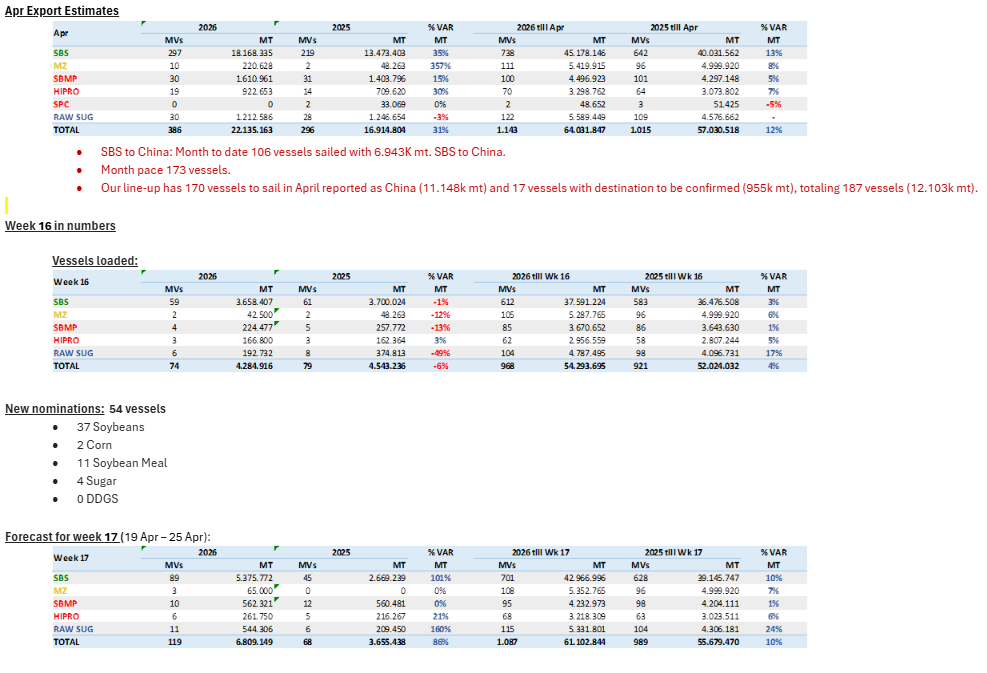 Apr Export Estimates
Apr 2026 2025 % VAR 2026 till Apr 2025 till Apr % VAR
MVs MT MVs MT MT MVs MT MVs MT MT
SBS 297 18.168.335 219 13.473.403 35% 738 45.178.146 642 40.031.562 13%
MZ 10 220.628 2 48.263 357% 111 5.419.915 96 4.999.920 8%
SBMP 30 1.610.961 31 1.403.796 15% 100 4.496.923 101 4.297.148 5%
HIPRO 19 922.653 14 709.620 30% 70 3.298.762 64 3.073.802 7%
SPC 0 0 2 33.069 0% 2 48.652 3 51.425 -5%
RAW SUG 30 1.212.586 28 1.246.654 -3% 122 5.589.449 109 4.576.662 -
TOTAL 386 22.135.163 296 16.914.804 31% 1.143 64.031.847 1.015 57.030.518 12%
• SBS to China: Month to date 106 vessels sailed with 6.943K mt. SBS to China.
• Month pace 173 vessels.
• Our line-up has 170 vessels to sail in April reported as China (11.148k mt) and 17 vessels with destination to be confirmed (955k mt), totaling 187 vessels (12.103k mt).
Week 16 in numbers
Vessels loaded:
Week 16 2026 2025 % VAR 2026 till Wk 16 2025 till Wk 16 % VAR
MVs MT MVs MT MT MVs MT MVs MT MT
SBS 59 3.658.407 61 3.700.024 -1% 612 37.591.224 583 36.476.508 3%
MZ 2 42.500 2 48.263 -12% 105 5.287.765 96 4.999.920 6%
SBMP 4 224.477 5 257.772 -13% 85 3.670.652 86 3.643.630 1%
HIPRO 3 166.800 3 162.364 3% 62 2.956.559 58 2.807.244 5%
RAW SUG 6 192.732 8 374.813 -49% 104 4.787.495 98 4.096.731 17%
TOTAL 74 4.284.916 79 4.543.236 -6% 968 54.293.695 921 52.024.032 4%
New nominations: 54 vessels
• 37 Soybeans
• 2 Corn
• 11 Soybean Meal
• 4 Sugar
• 0 DDGS
Forecast for week 17 (19 Apr – 25 Apr):
Week 17 2026 2025 % VAR 2026 till Wk 17 2025 till Wk 17 % VAR
MVs MT MVs MT MT MVs MT MVs MT MT
SBS 89 5.375.772 45 2.669.239 101% 701 42.966.996 628 39.145.747 10%
MZ 3 65.000 0 0 0% 108 5.352.765 96 4.999.920 7%
SBMP 10 562.321 12 560.481 0% 95 4.232.973 98 4.204.111 1%
HIPRO 6 261.750 5 216.267 21% 68 3.218.309 63 3.023.511 6%
RAW SUG 11 544.306 6 209.450 160% 115 5.331.801 104 4.306.181 24%
TOTAL 119 6.809.149 68 3.655.438 86% 1.087 61.102.844 989 55.679.470 10%